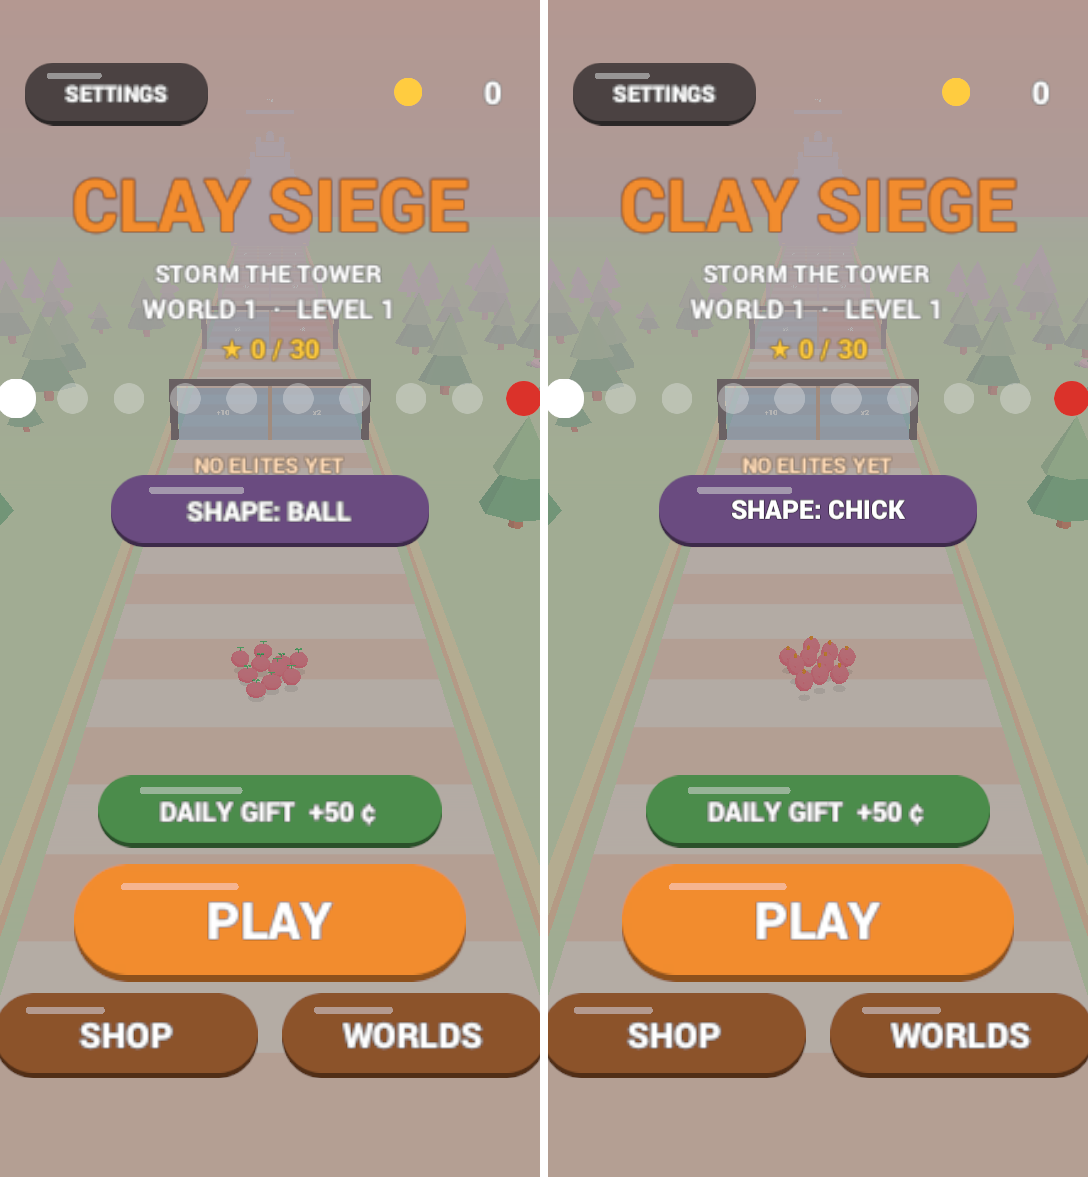 SETTINGS
0
CLAY SIEGE
STORM THE TOWER
WORLD 1 · LEVEL 1
★ 0 / 30
NO ELITES YET
SHAPE: BALL
DAILY GIFT +50 ¢
PLAY
SHOP
WORLDS
SETTINGS
0
CLAY SIEGE
STORM THE TOWER
WORLD 1 · LEVEL 1
★ 0 / 30
NO ELITES YET
SHAPE: CHICK
DAILY GIFT +50 ¢
PLAY
SHOP
WORLDS